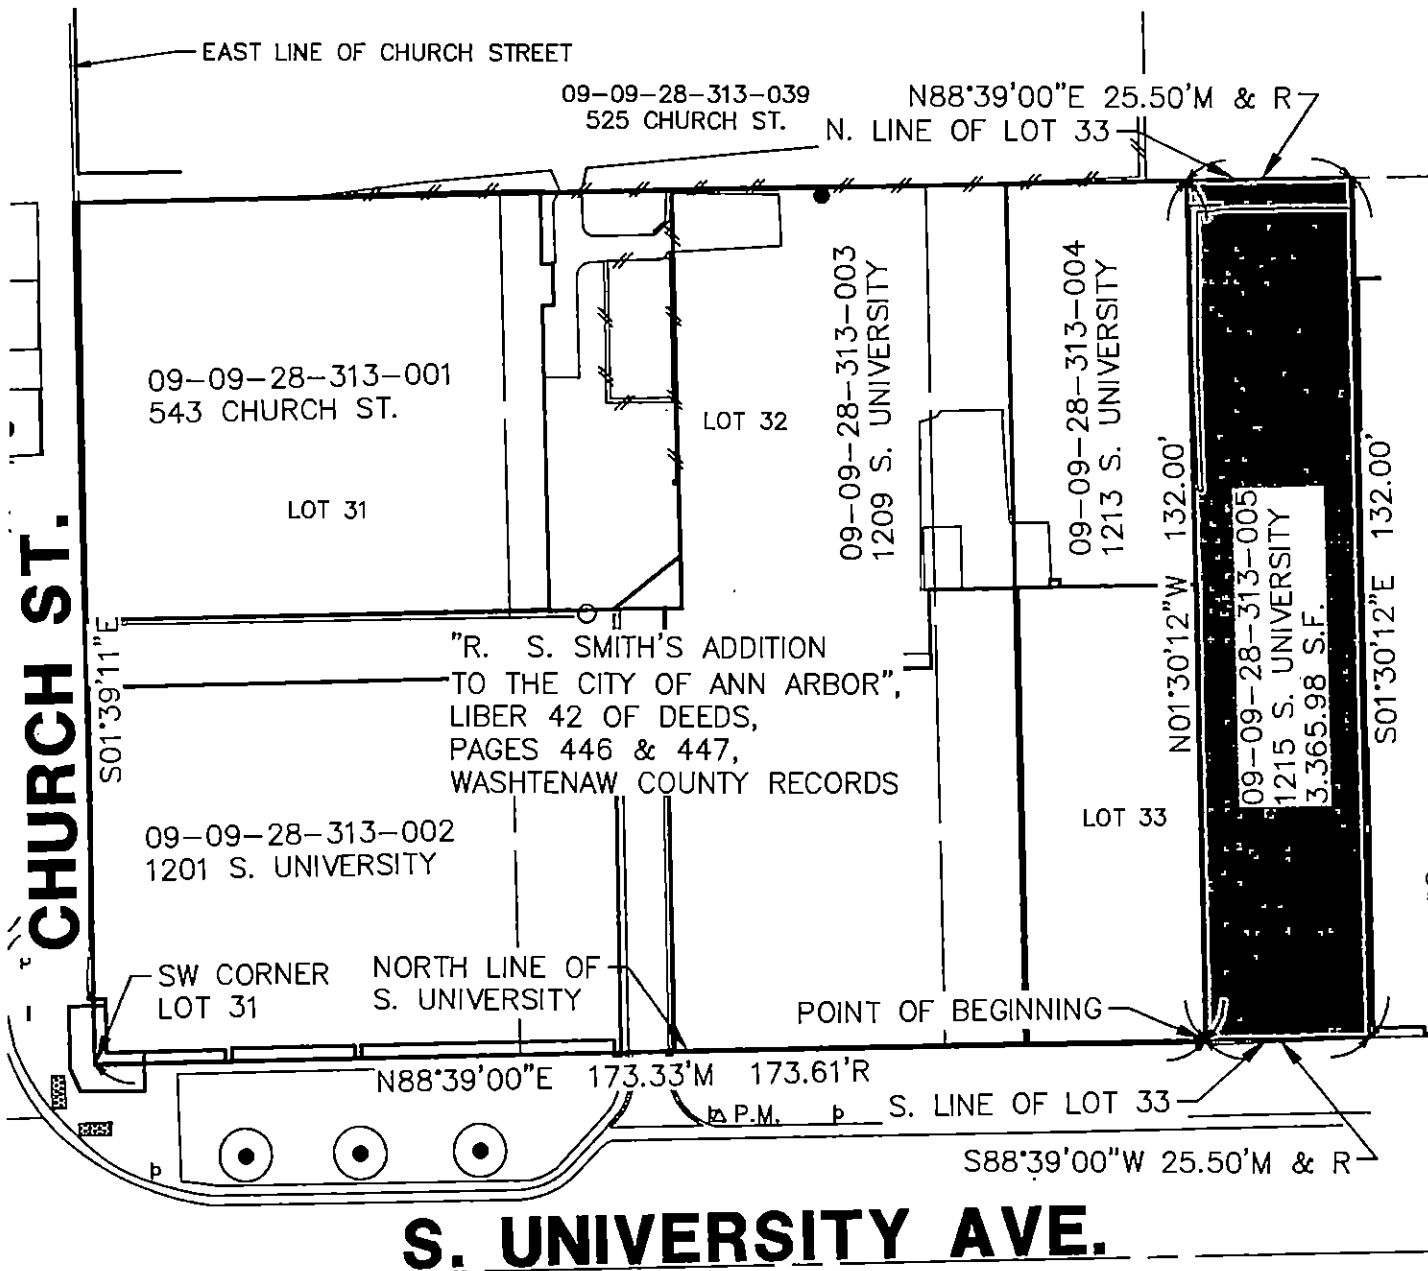 EAST LINE OF CHURCH STREET
09-09-28-313-039
525 CHURCH ST.
N88°39'00"E 25.50'M & R
N. LINE OF LOT 33
09-09-28-313-001
543 CHURCH ST.
LOT 31
LOT 32
09-09-28-313-003
1209 S. UNIVERSITY
09-09-28-313-004
1213 S. UNIVERSITY
N01°30'12"W 132.00'
09-09-28-313-005
1215 S. UNIVERSITY
3.365.98 S.F.
S01°30'12"E 132.00'
CHURCH ST.
S01°39'11"E
"R. S. SMITH'S ADDITION
TO THE CITY OF ANN ARBOR",
LIBER 42 OF DEEDS,
PAGES 446 & 447,
WASHTENAW COUNTY RECORDS
09-09-28-313-002
1201 S. UNIVERSITY
LOT 33
SW CORNER
LOT 31
NORTH LINE OF
S. UNIVERSITY
POINT OF BEGINNING
N88°39'00"E 173.33'M 173.61'R
P.M.
S. LINE OF LOT 33
S88°39'00"W 25.50'M & R
S. UNIVERSITY AVE.